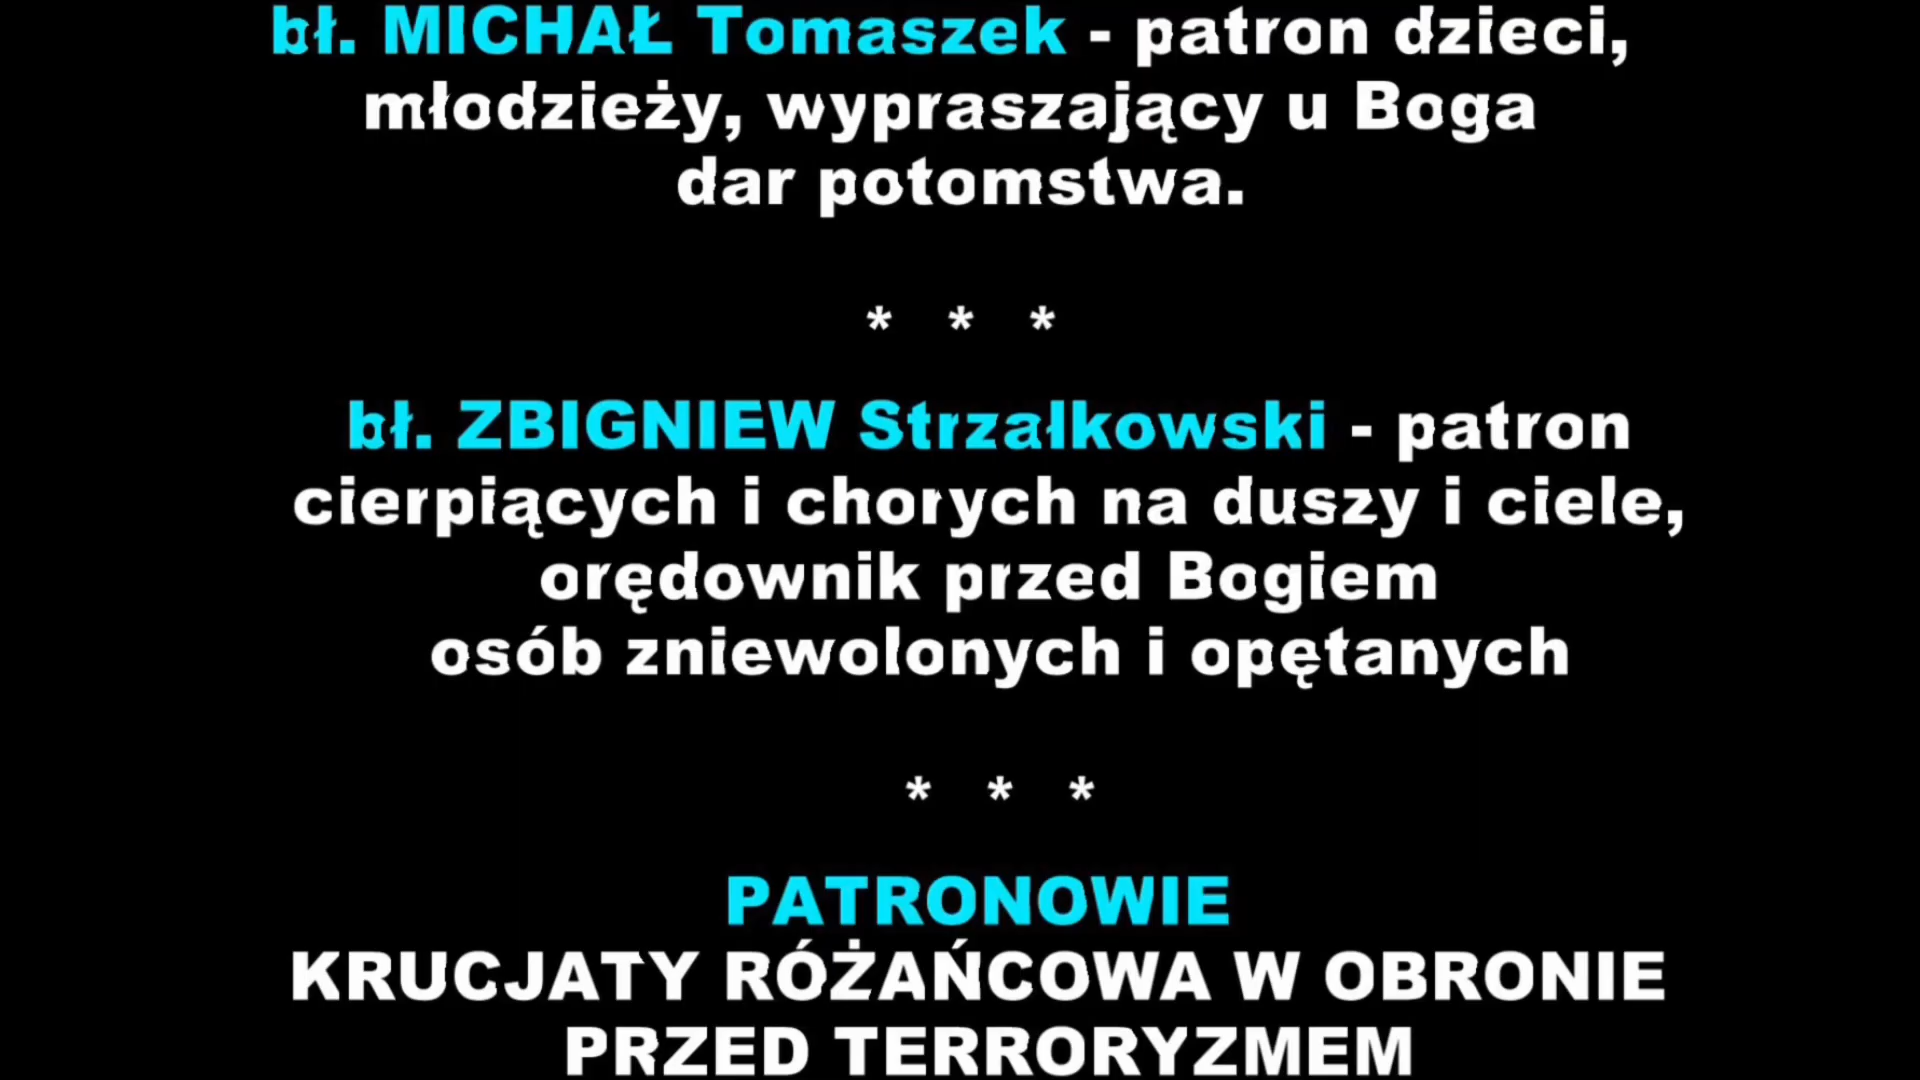 bł. MICHAŁ Tomaszek - patron dzieci,
młodzieży, wypraszający u Boga
dar potomstwa.
* * *
bł. ZBIGNIEW Strzałkowski - patron
cierpiących i chorych na duszy i ciele,
orędownik przed Bogiem
osób zniewolonych i opętanych
* * *
PATRONOWIE
KRUCJATY RÓŻAŃCOWA W OBRONIE
PRZED TERRORYZMEM